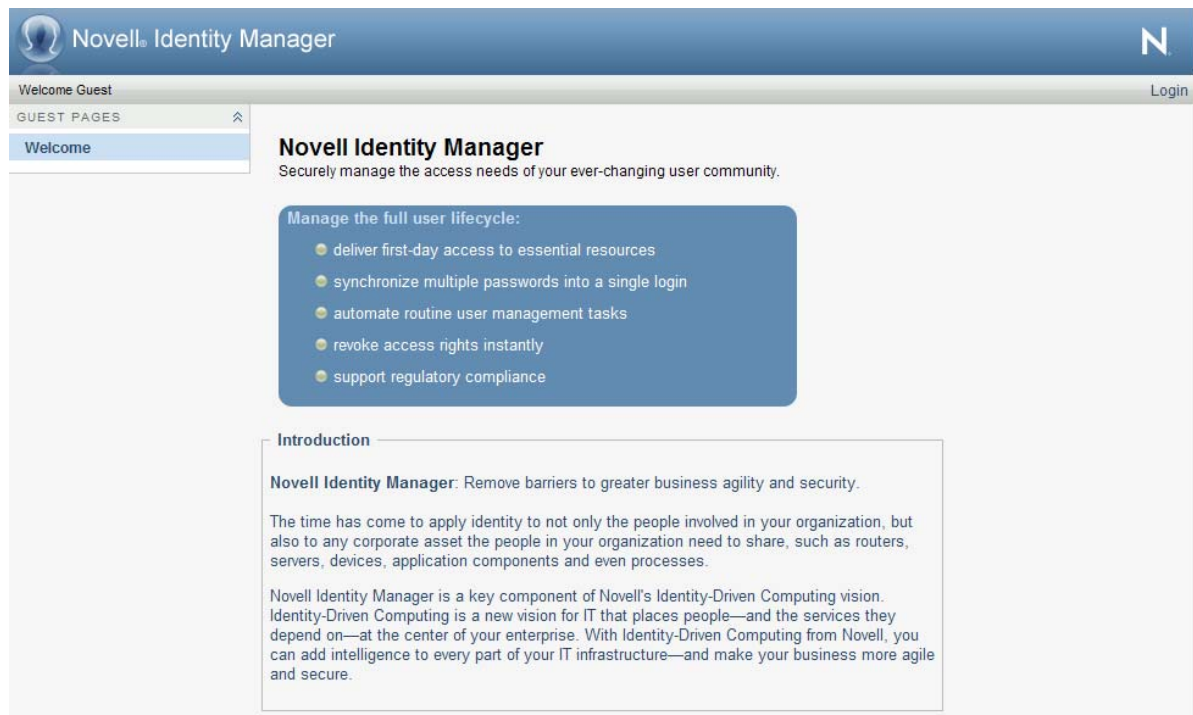 Novell® Identity Manager
N
Welcome Guest
Login
GUEST PAGES
Welcome
Novell Identity Manager
Securely manage the access needs of your ever-changing user community.
Manage the full user lifecycle:
deliver first-day access to essential resources
synchronize multiple passwords into a single login
automate routine user management tasks
revoke access rights instantly
support regulatory compliance
Introduction
Novell Identity Manager: Remove barriers to greater business agility and security.
The time has come to apply identity to not only the people involved in your organization, but
also to any corporate asset the people in your organization need to share, such as routers,
servers, devices, application components and even processes.
Novell Identity Manager is a key component of Novell's Identity-Driven Computing vision.
Identity-Driven Computing is a new vision for IT that places people—and the services they
depend on—at the center of your enterprise. With Identity-Driven Computing from Novell, you
can add intelligence to every part of your IT infrastructure—and make your business more agile
and secure.